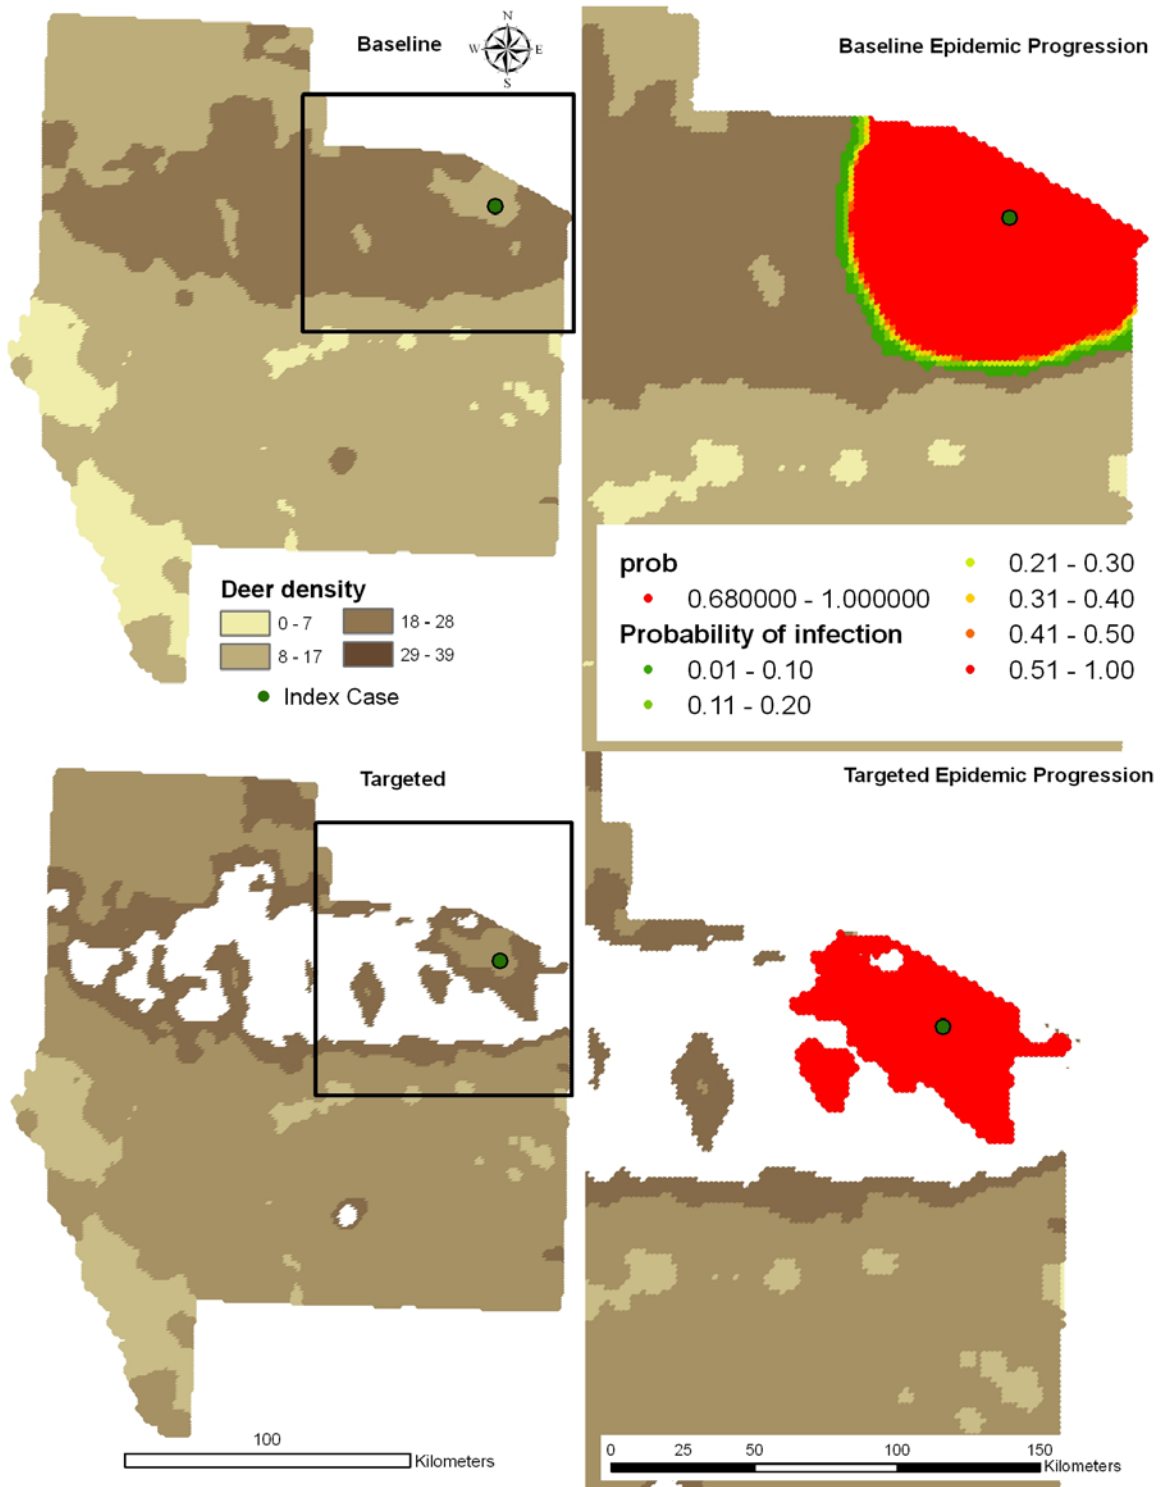 Baseline
N
W
E
S
Baseline Epidemic Progression
Deer density
0 - 7
18 - 28
8 - 17
29 - 39
Index Case
prob
0.680000 - 1.000000
Probability of infection
0.01 - 0.10
0.11 - 0.20
0.21 - 0.30
0.31 - 0.40
0.41 - 0.50
0.51 - 1.00
Targeted
Targeted Epidemic Progression
100
Kilometers
0 25 50 100 150
Kilometers